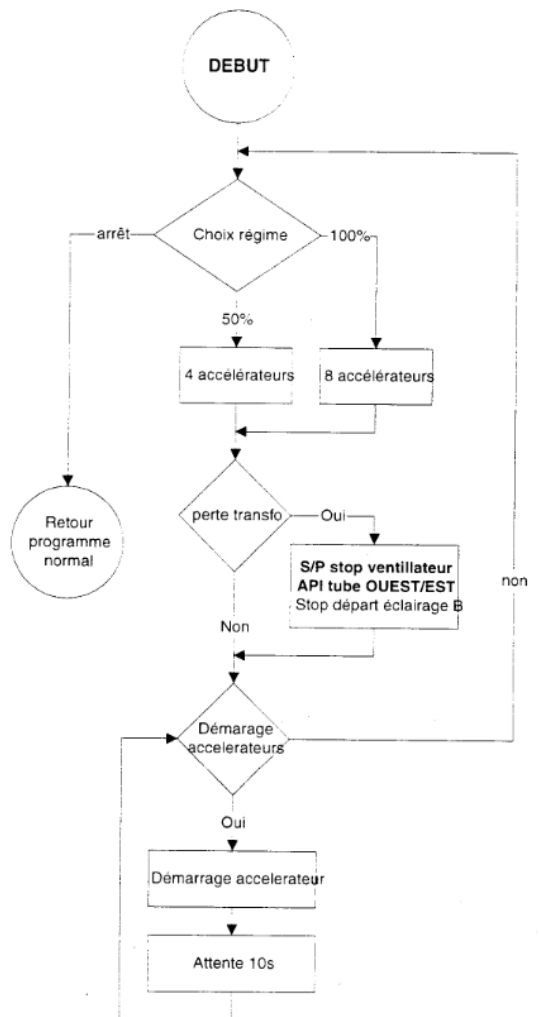 DEBUT
Choix régime
arrêt
100%
50%
4 accélérateurs
8 accélérateurs
perte transfo
Oui
Retour
programme
normal
S/P stop ventillateur
API tube OUEST/EST
Stop départ éclairage B
non
Non
Démarage
accelerateurs
Oui
Démarrage accelerateur
Attente 10s